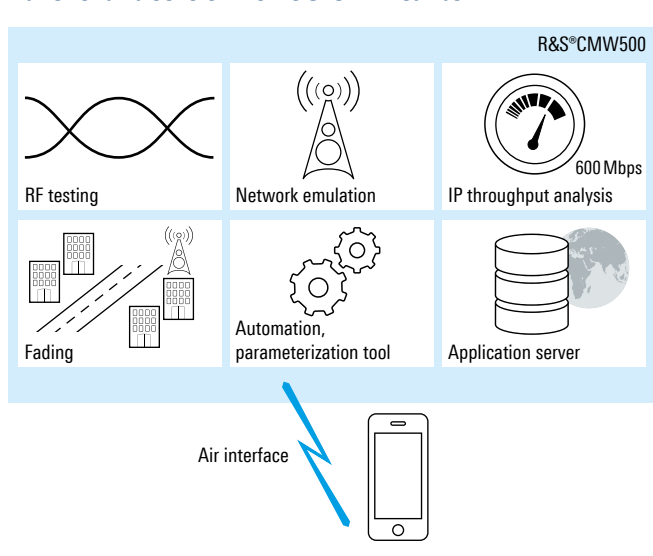 R&S®CMW500
RF testing
Network emulation
600 Mbps
IP throughput analysis
Fading
Automation,
parameterization tool
Application server
Air interface